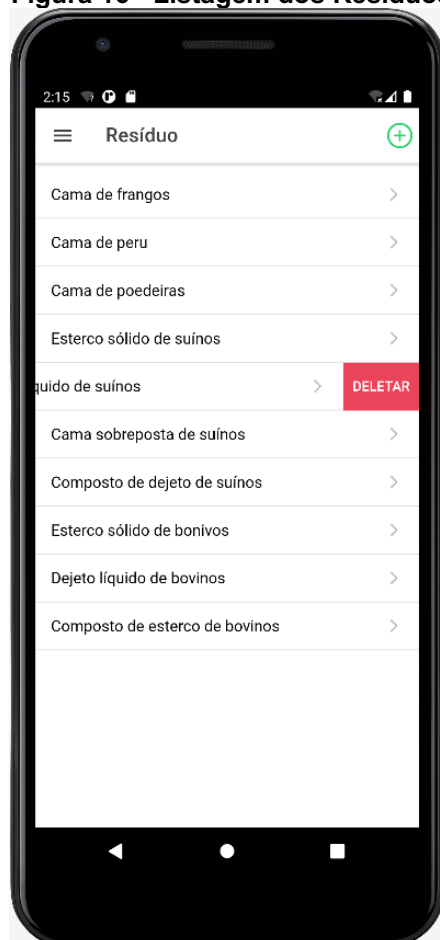 Figura 10 - Listagem dos Resíduos
2:15
Resíduo
Cama de frangos
Cama de peru
Cama de poedeiras
Esterco sólido de suínos
quido de suínos
DELETAR
Cama sobreposta de suínos
Composto de dejeto de suínos
Esterco sólido de bonivos
Dejeto líquido de bovinos
Composto de esterco de bovinos